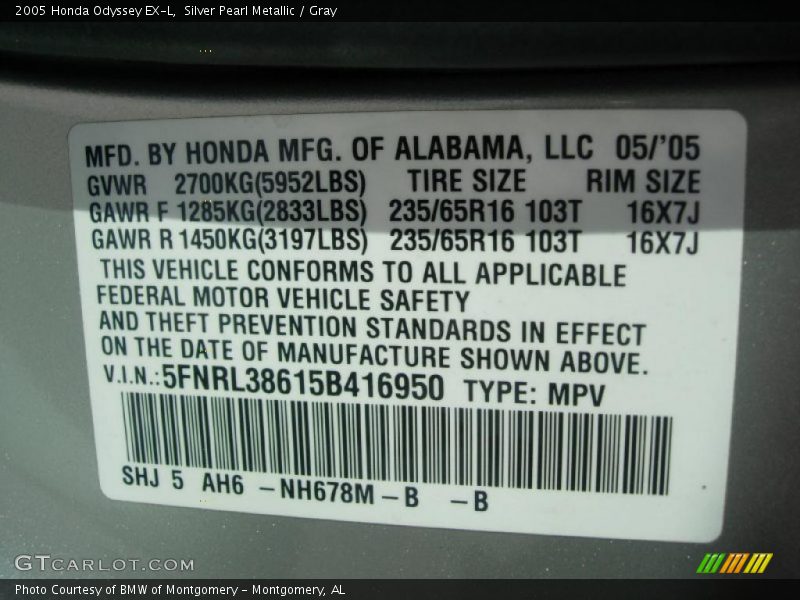 2005 Honda Odyssey EX-L, Silver Pearl Metallic / Gray
MFD. BY HONDA MFG. OF ALABAMA, LLC 05/'05
GVWR 2700KG(5952LBS) TIRE SIZE RIM SIZE
GAWR F 1285KG(2833LBS) 235/65R16 103T 16X7J
GAWR R 1450KG(3197LBS) 235/65R16 103T 16X7J
THIS VEHICLE CONFORMS TO ALL APPLICABLE
FEDERAL MOTOR VEHICLE SAFETY
AND THEFT PREVENTION STANDARDS IN EFFECT
ON THE DATE OF MANUFACTURE SHOWN ABOVE.
V.I.N.:5FNRL38615B416950 TYPE: MPV
SHJ 5 AH6 -NH678M-B -B
GTCARLOT.COM
Photo Courtesy of BMW of Montgomery - Montgomery, AL